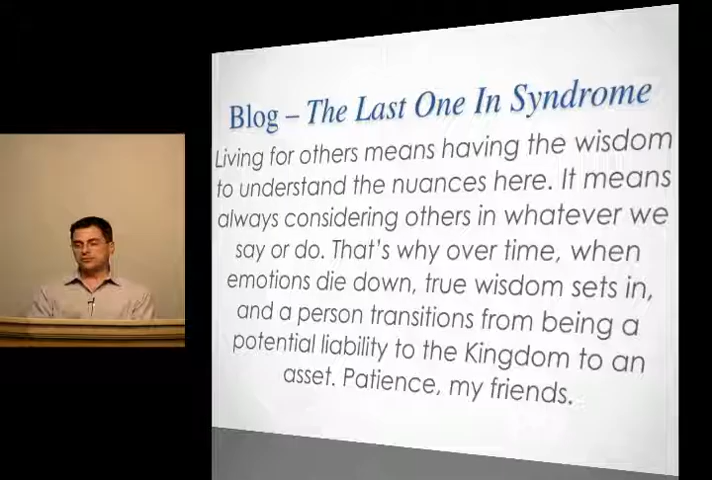 Blog – The Last One In Syndrome
Living for others means having the wisdom
to understand the nuances here. It means
always considering others in whatever we
say or do. That's why over time, when
emotions die down, true wisdom sets in,
and a person transitions from being a
potential liability to the Kingdom to an
asset. Patience, my friends.